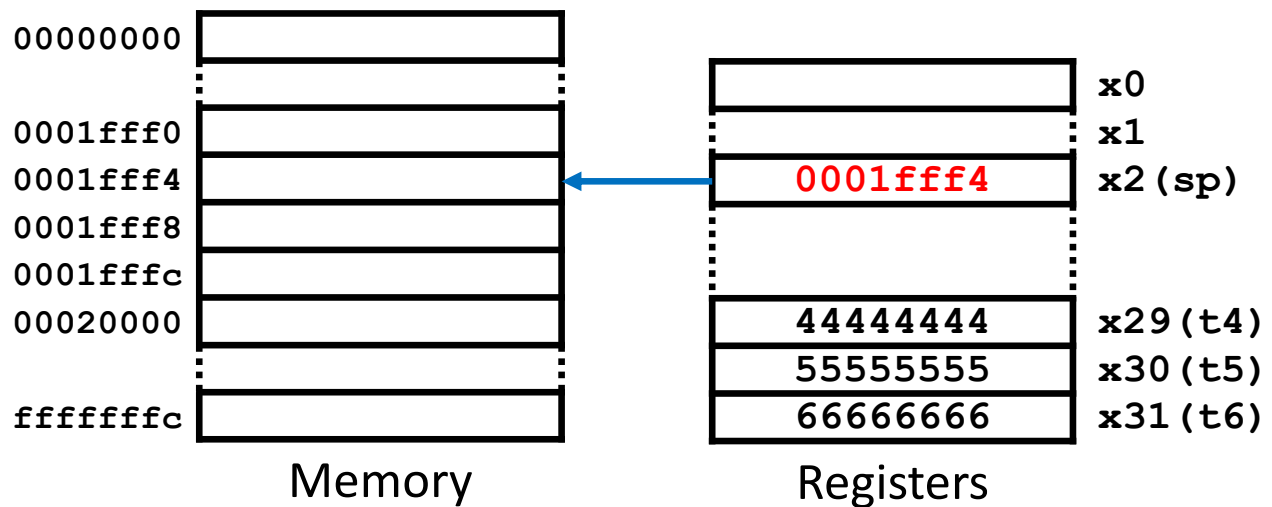 00000000
x0
0001fff0
x1
0001fff4
0001fff4
x2(sp)
0001fff8
0001fffc
00020000
44444444
x29(t4)
55555555
x30(t5)
fffffffc
66666666
x31(t6)
Memory
Registers